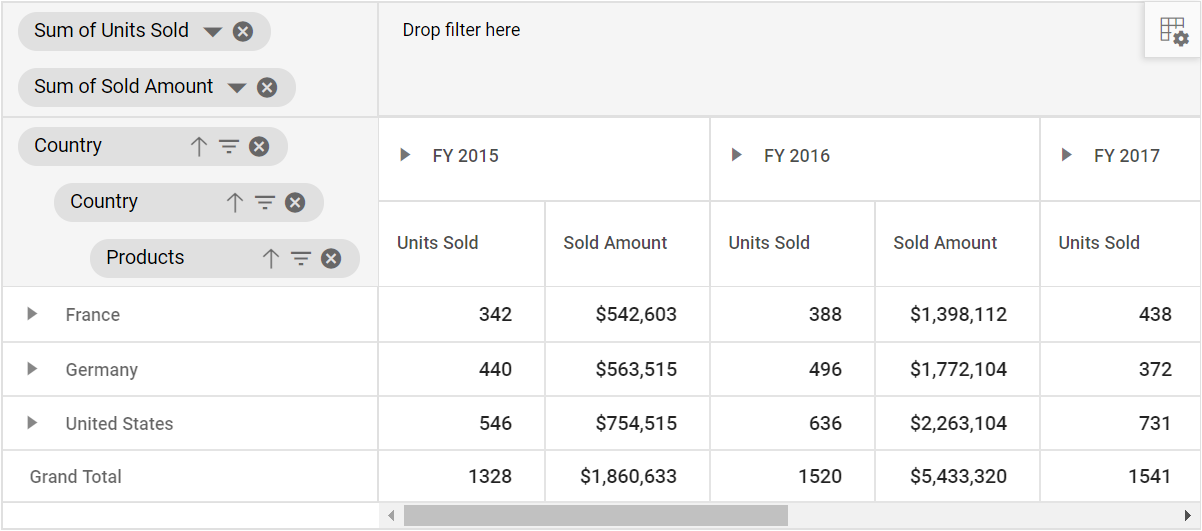 Sum of Units Sold
Drop filter here
Sum of Sold Amount
Country
Country
Products
FY 2015 FY 2016 FY 2017
Units Sold Sold Amount Units Sold Sold Amount Units Sold
France 342 $542,603 388 $1,398,112 438
Germany 440 $563,515 496 $1,772,104 372
United States 546 $754,515 636 $2,263,104 731
Grand Total 1328 $1,860,633 1520 $5,433,320 1541